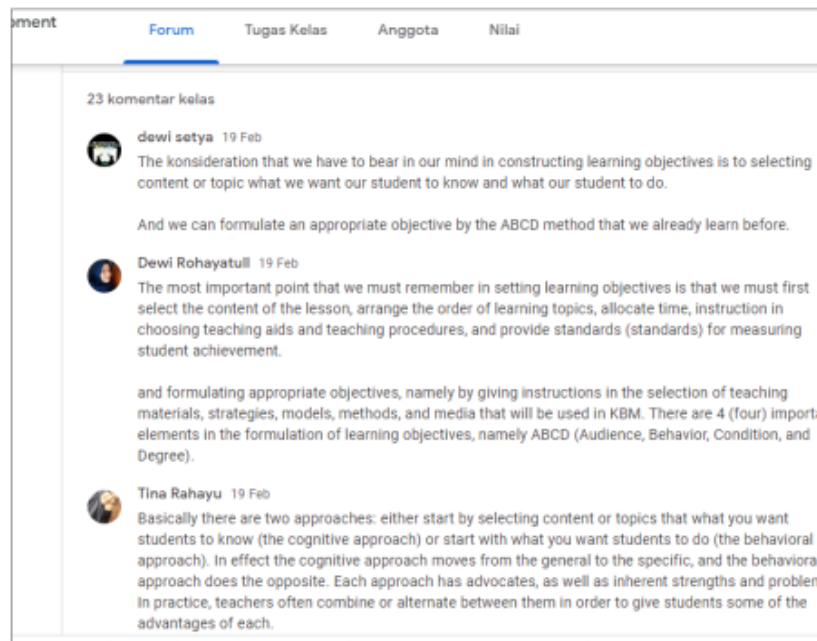 oment
Forum Tugas Kelas Anggota Nilai
23 komentar kelas
dewi setya 19 Feb
The konsideration that we have to bear in our mind in constructing learning objectives is to selecting
content or topic what we want our student to know and what our student to do.
And we can formulate an appropriate objective by the ABCD method that we already learn before.
Dewi Rohayatull 19 Feb
The most important point that we must remember in setting learning objectives is that we must first
select the content of the lesson, arrange the order of learning topics, allocate time, instruction in
choosing teaching aids and teaching procedures, and provide standards (standards) for measuring
student achievement.
and formulating appropriate objectives, namely by giving instructions in the selection of teaching
materials, strategies, models, methods, and media that will be used in KBM. There are 4 (four) importa
elements in the formulation of learning objectives, namely ABCD (Audience, Behavior, Condition, and
Degree).
Tina Rahayu 19 Feb
Basically there are two approaches: either start by selecting content or topics that what you want
students to know (the cognitive approach) or start with what you want students to do (the behavioral
approach). In effect the cognitive approach moves from the general to the specific, and the behaviora
approach does the opposite. Each approach has advocates, as well as inherent strengths and problem
In practice, teachers often combine or alternate between them in order to give students some of the
advantages of each.